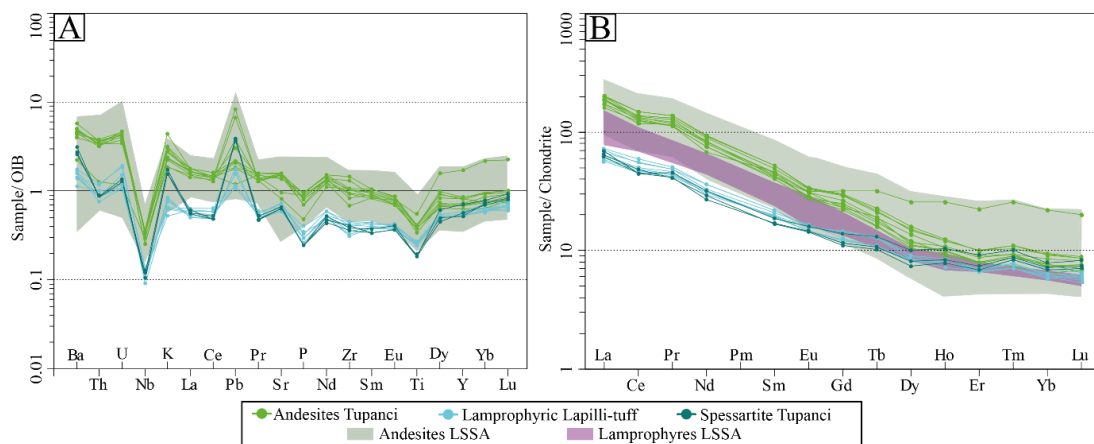 A
B
Sample/ OIB
100
10
1
0.1
0.01
Ba U Nb K Ce Pb Pr P Zr Eu Dy Yb
Th Nb La Sr Nd Sm Ti Y Lu
Sample/ Chondrite
1000
100
10
1
La Pr Pm Eu Tb Ho Tm Lu
Ce Nd Sm Gd Dy Er Yb
Andesites Tupanci Lamprophyric Lapilli-tuff Spessartite Tupanci
Andesites LSSA Lamprophyres LSSA